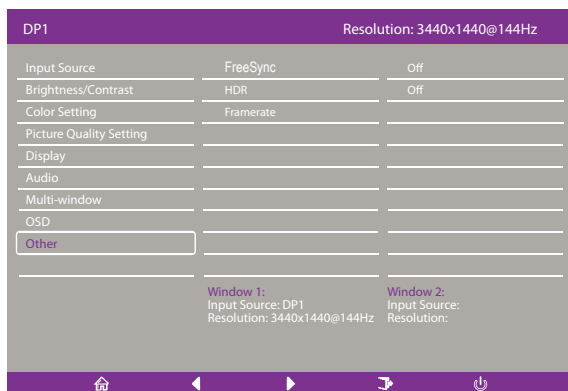 DP1 Resolution: 3440x1440@144Hz
Input Source FreeSync Off
Brightness/Contrast HDR Off
Color Setting Framerate
Picture Quality Setting
Display
Audio
Multi-window
OSD
Other
Window 1: Window 2:
Input Source: DP1 Input Source:
Resolution: 3440x1440@144Hz Resolution: